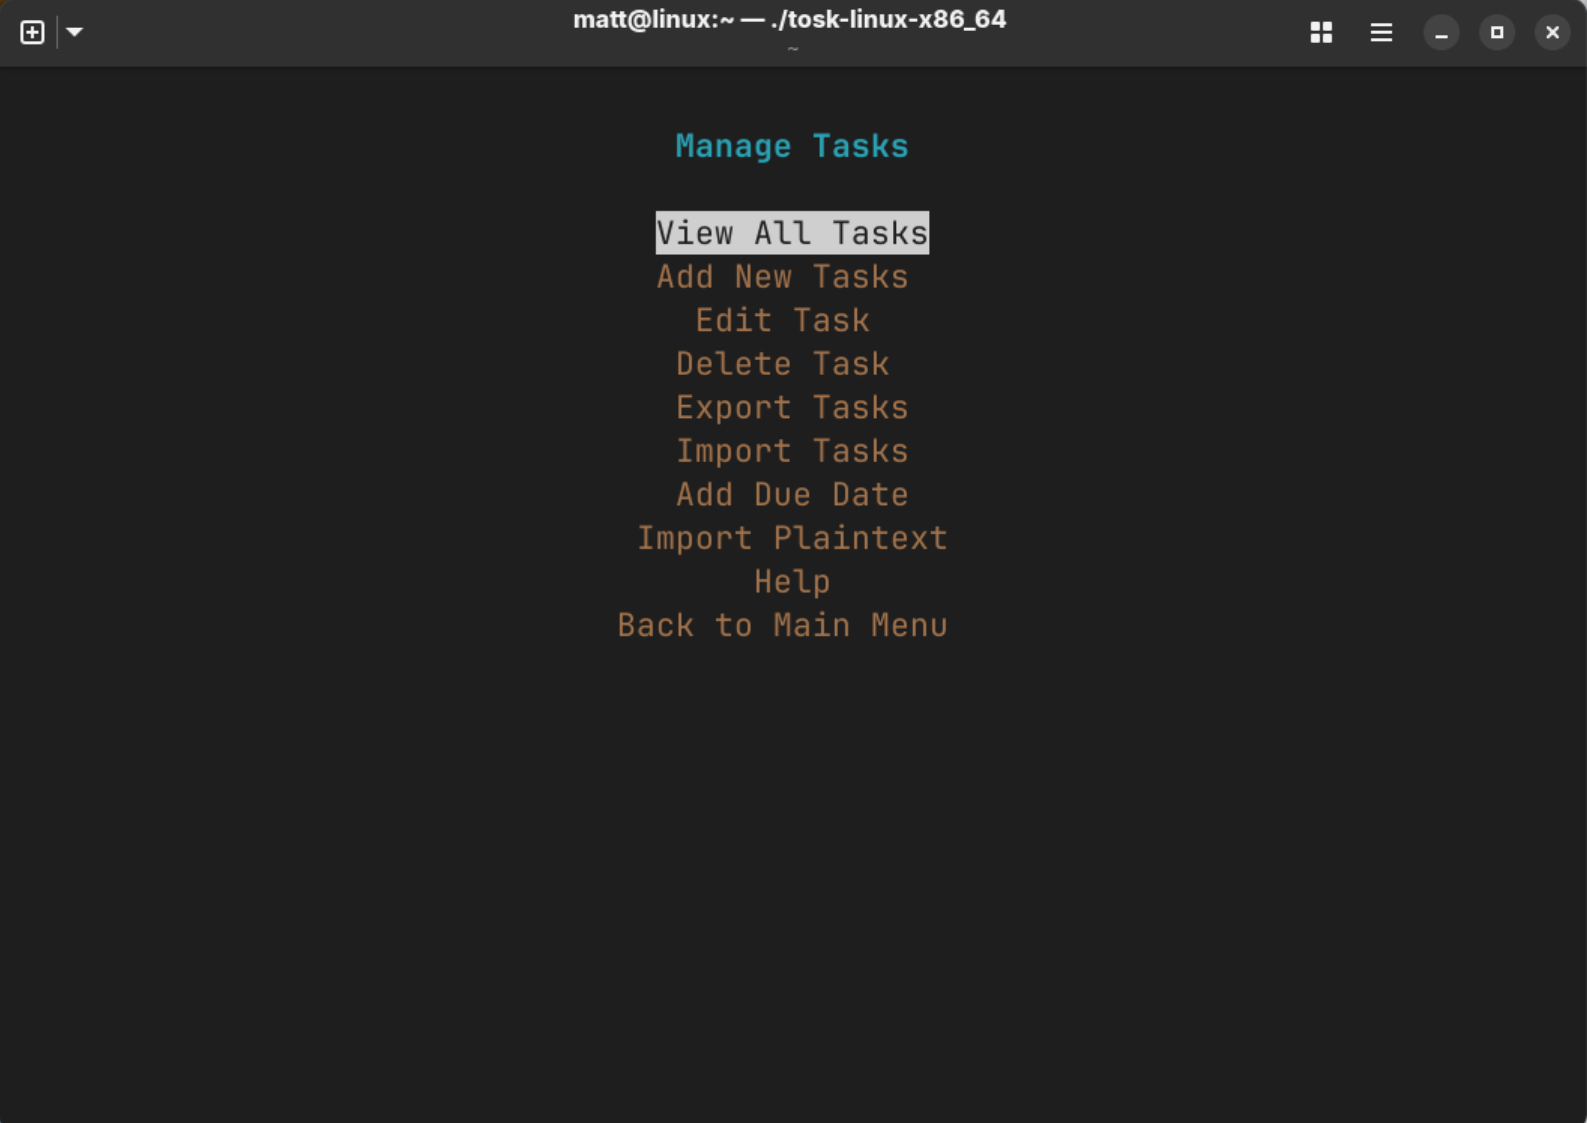 matt@linux:~ — ./tosk-linux-x86_64
~
Manage Tasks
View All Tasks
Add New Tasks
Edit Task
Delete Task
Export Tasks
Import Tasks
Add Due Date
Import Plaintext
Help
Back to Main Menu